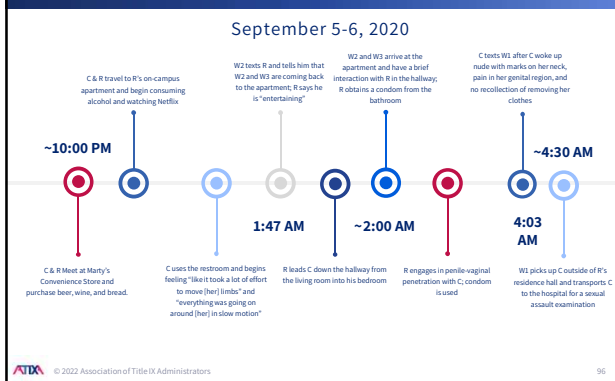 September 5-6, 2020
C & R travel to R's on-campus
apartment and begin consuming
alcohol and watching Netflix
W2 texts R and tells him that
W2 and W3 are coming back
to the apartment; R says he
is "entertaining"
W2 and W3 arrive at the
apartment and have a brief
interaction with R in the hallway;
R obtains a condom from the
bathroom
C texts W1 after C woke up
nude with marks on her neck,
pain in her genital region, and
no recollection of removing her
clothes
~10:00 PM
~4:30 AM
1:47 AM
~2:00 AM
4:03
AM
C & R Meet at Marty's
Convenience Store and
purchase beer, wine, and bread.
C uses the restroom and begins
feeling "like it took a lot of effort
to move [her] limbs" and
"everything was going on
around [her] in slow motion"
R leads C down the hallway from
the living room into his bedroom
R engages in penile-vaginal
penetration with C; condom
is used
W1 picks up C outside of R's
residence hall and transports C
to the hospital for a sexual
assault examination
ATIXA
© 2022 Association of Title IX Administrators
96